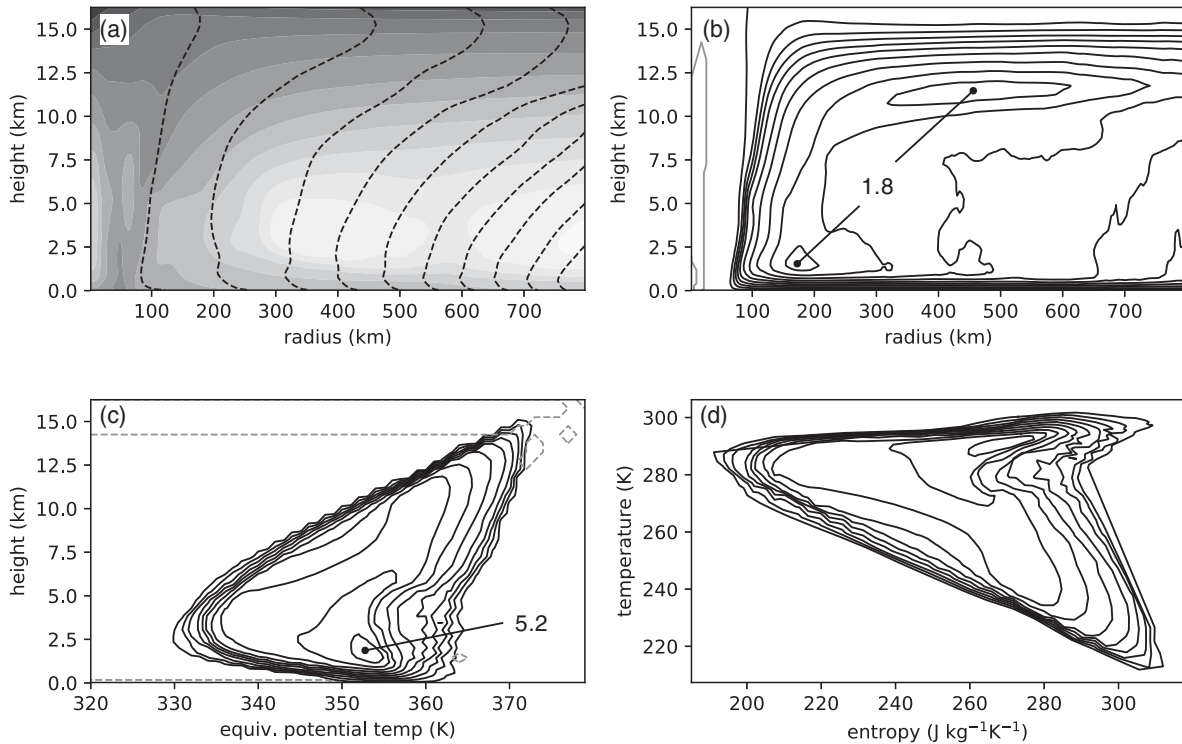 (a)
height (km)
15.0
12.5
10.0
7.5
5.0
2.5
0.0
100 200 300 400 500 600 700
radius (km)
(b)
height (km)
15.0
12.5
10.0
7.5
5.0
2.5
0.0
1.8
100 200 300 400 500 600 700
radius (km)
(c)
height (km)
15.0
12.5
10.0
7.5
5.0
2.5
0.0
5.2
320 330 340 350 360 370
equiv. potential temp (K)
(d)
temperature (K)
300
280
260
240
220
200 220 240 260 280 300
entropy (J kg⁻¹K⁻¹)